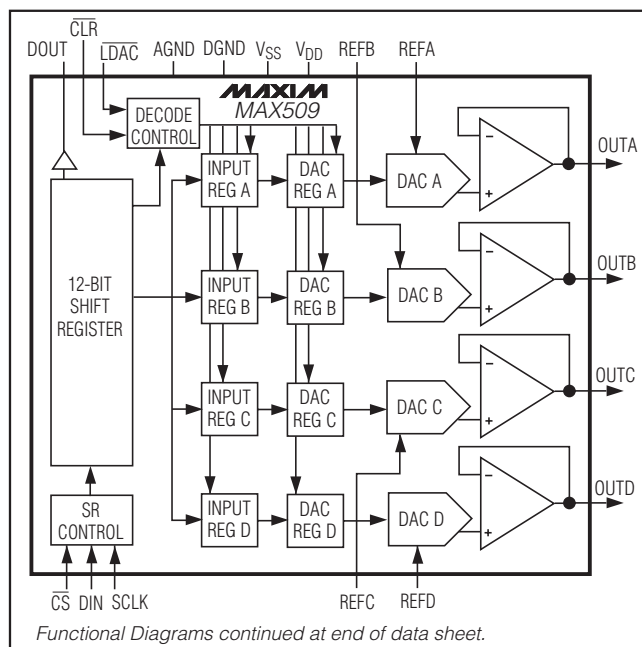 DOUT CLR LDAC AGND DGND VSS VDD REFB REFA
MAXIM
MAX509
DECODE
CONTROL
INPUT
REG A
DAC
REG A
DAC A
−
+
OUTA
12-BIT
SHIFT
REGISTER
INPUT
REG B
DAC
REG B
DAC B
−
+
OUTB
INPUT
REG C
DAC
REG C
DAC C
−
+
OUTC
SR
CONTROL
INPUT
REG D
DAC
REG D
DAC D
−
+
OUTD
CS DIN SCLK REFC REFD
Functional Diagrams continued at end of data sheet.